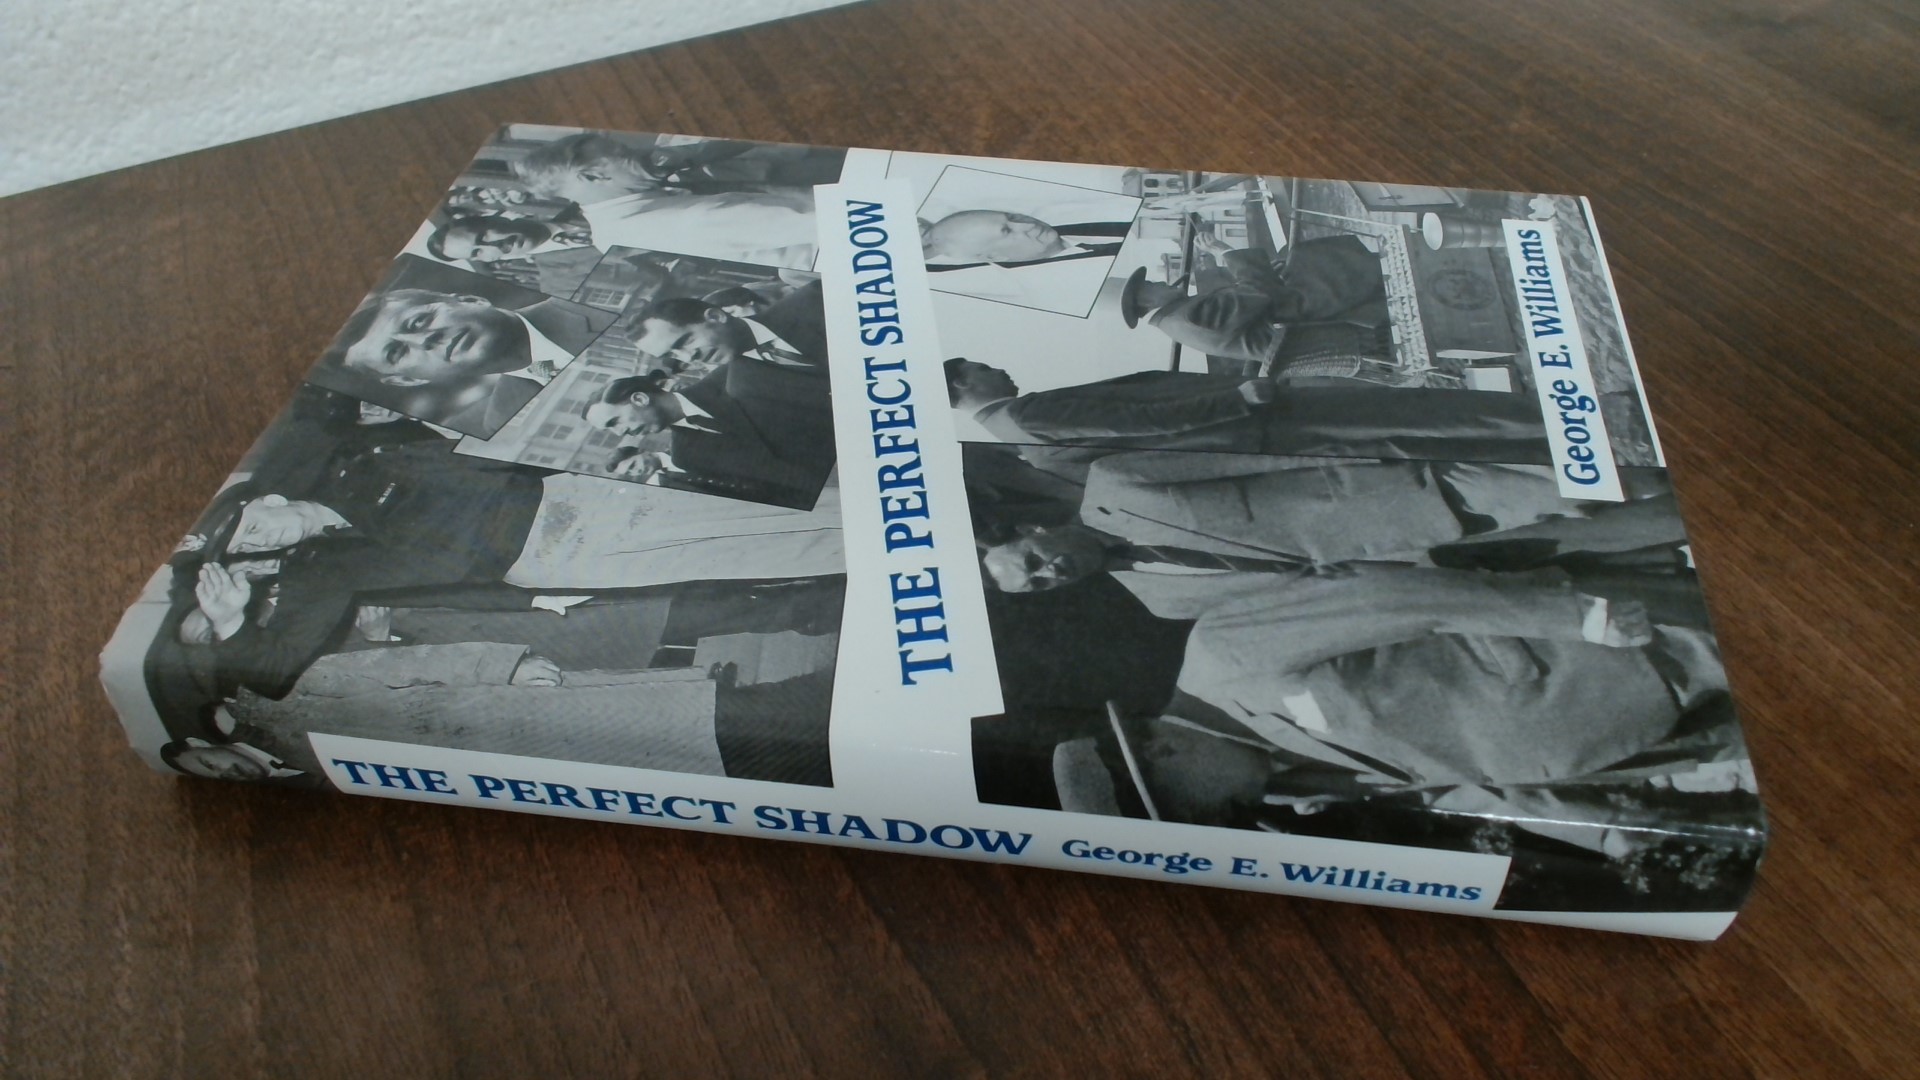 THE PERFECT SHADOW
George E. Williams
THE PERFECT SHADOW George E. Williams